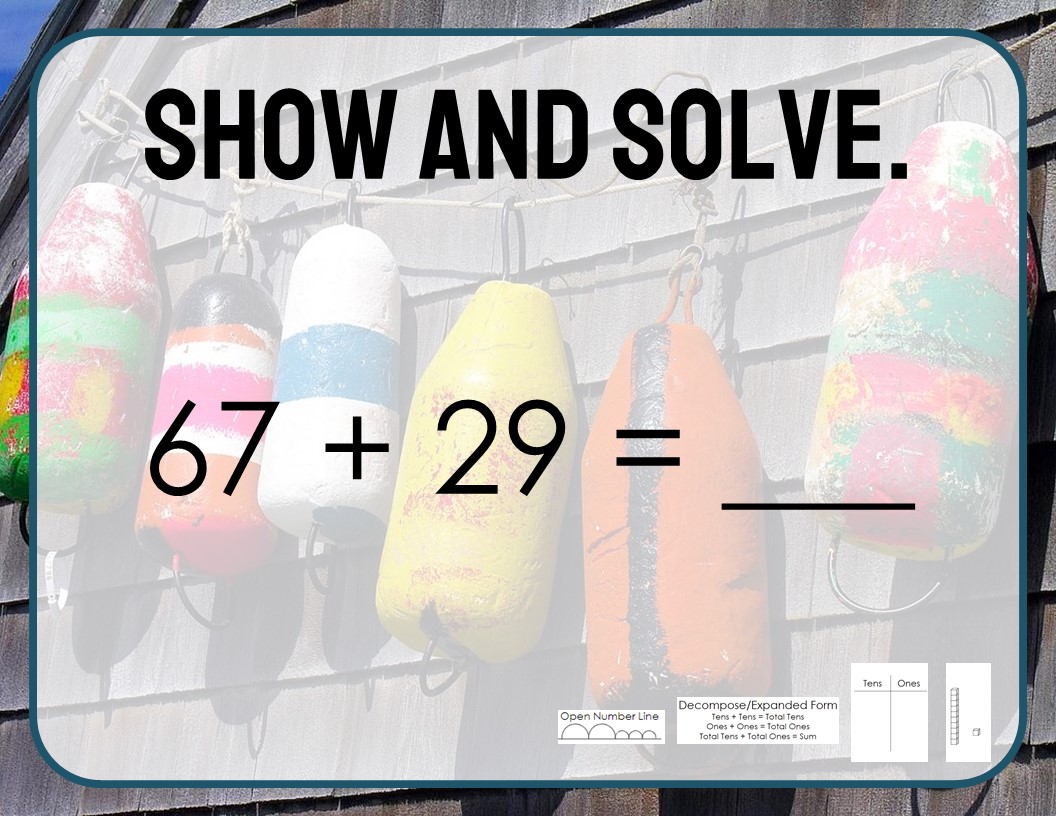 SHOW AND SOLVE.
67 + 29 = ____
Open Number Line
Decompose/Expanded Form
Tens + Tens = Total Tens
Ones + Ones = Total Ones
Total Tens + Total Ones = Sum
Tens Ones